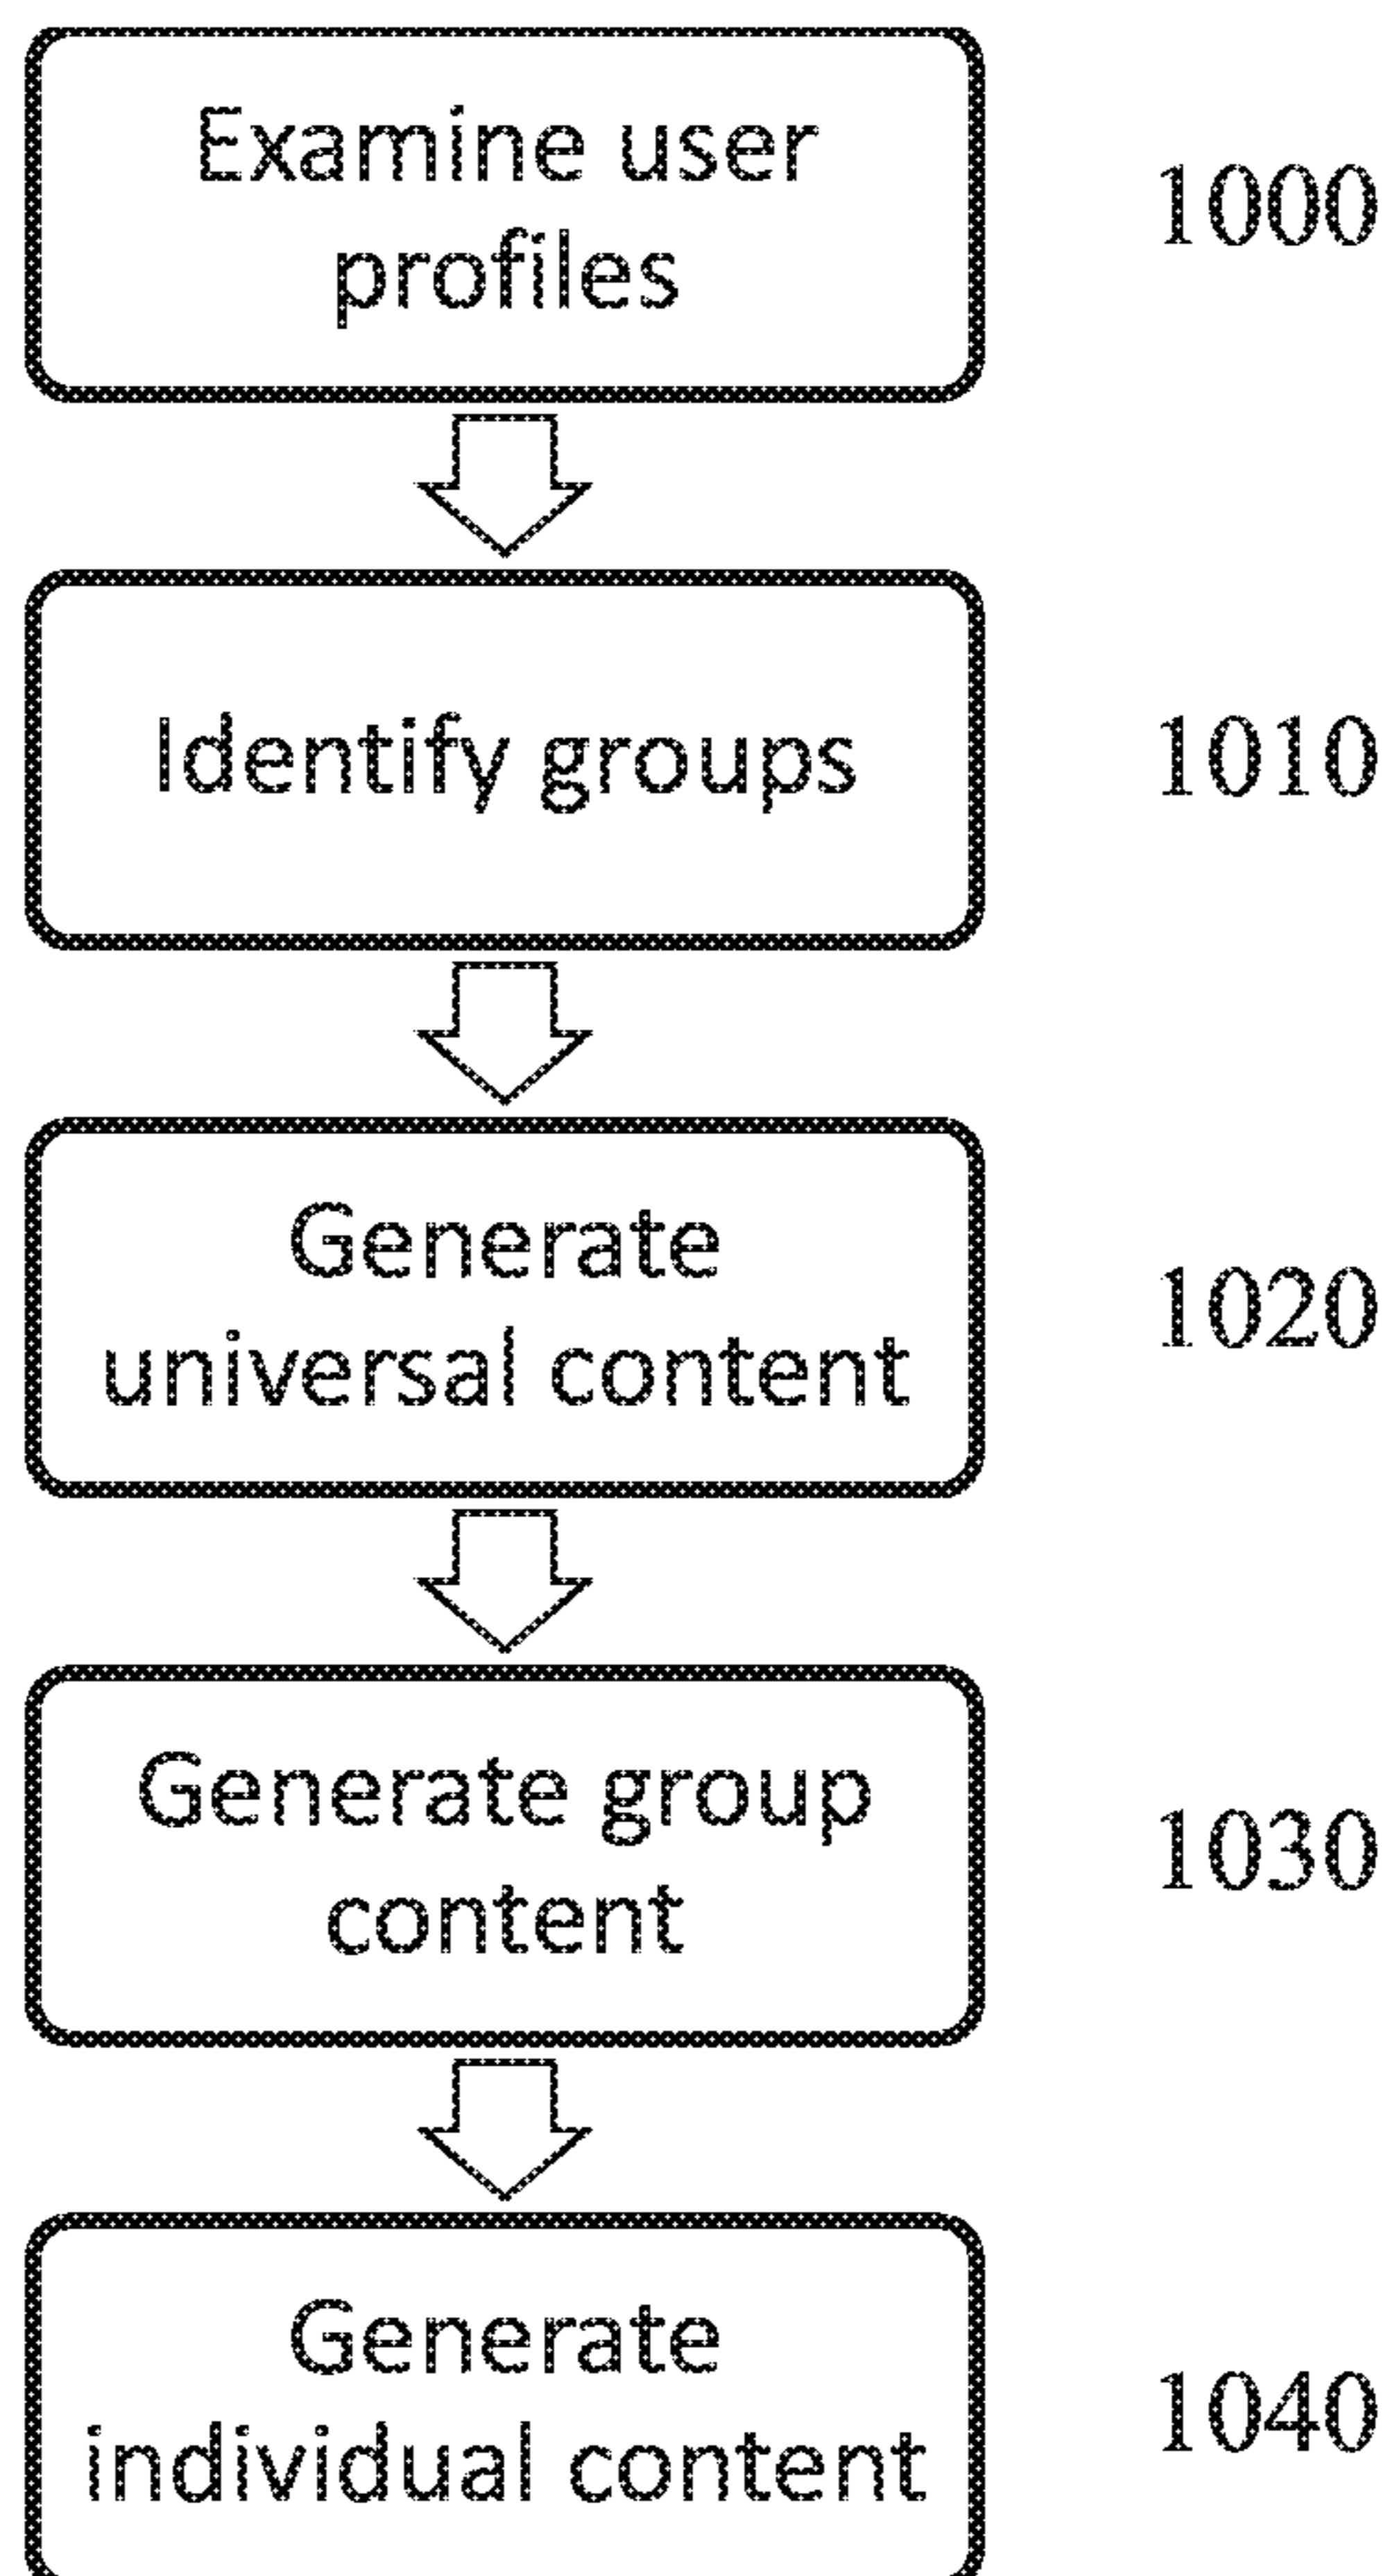 Examine user
profiles
1000
Identify groups
1010
Generate
universal content
1020
Generate group
content
1030
Generate
individual content
1040